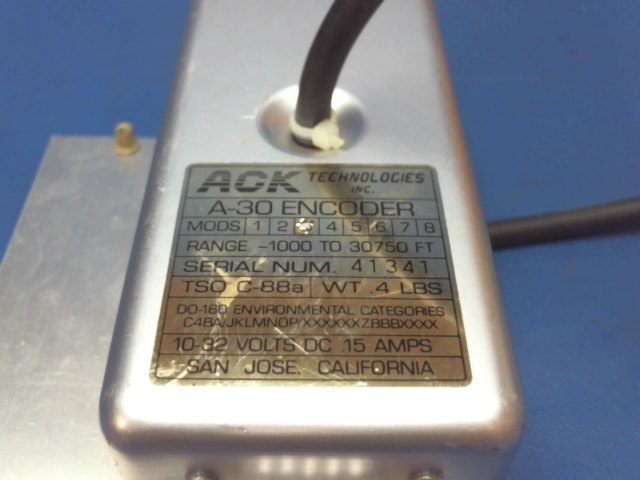 ACK TECHNOLOGIES INC.
A-30 ENCODER
MODS 1 2 4 5 6 7 8
RANGE -1000 TO 30750 FT
SERIAL NUM. 41341
TSO C-88a WT .4 LBS
DO-160 ENVIRONMENTAL CATEGORIES
C4BA/JKLMNOP/XXXXXXZBBBXXXX
10-32 VOLTS DC .15 AMPS
SAN JOSE, CALIFORNIA